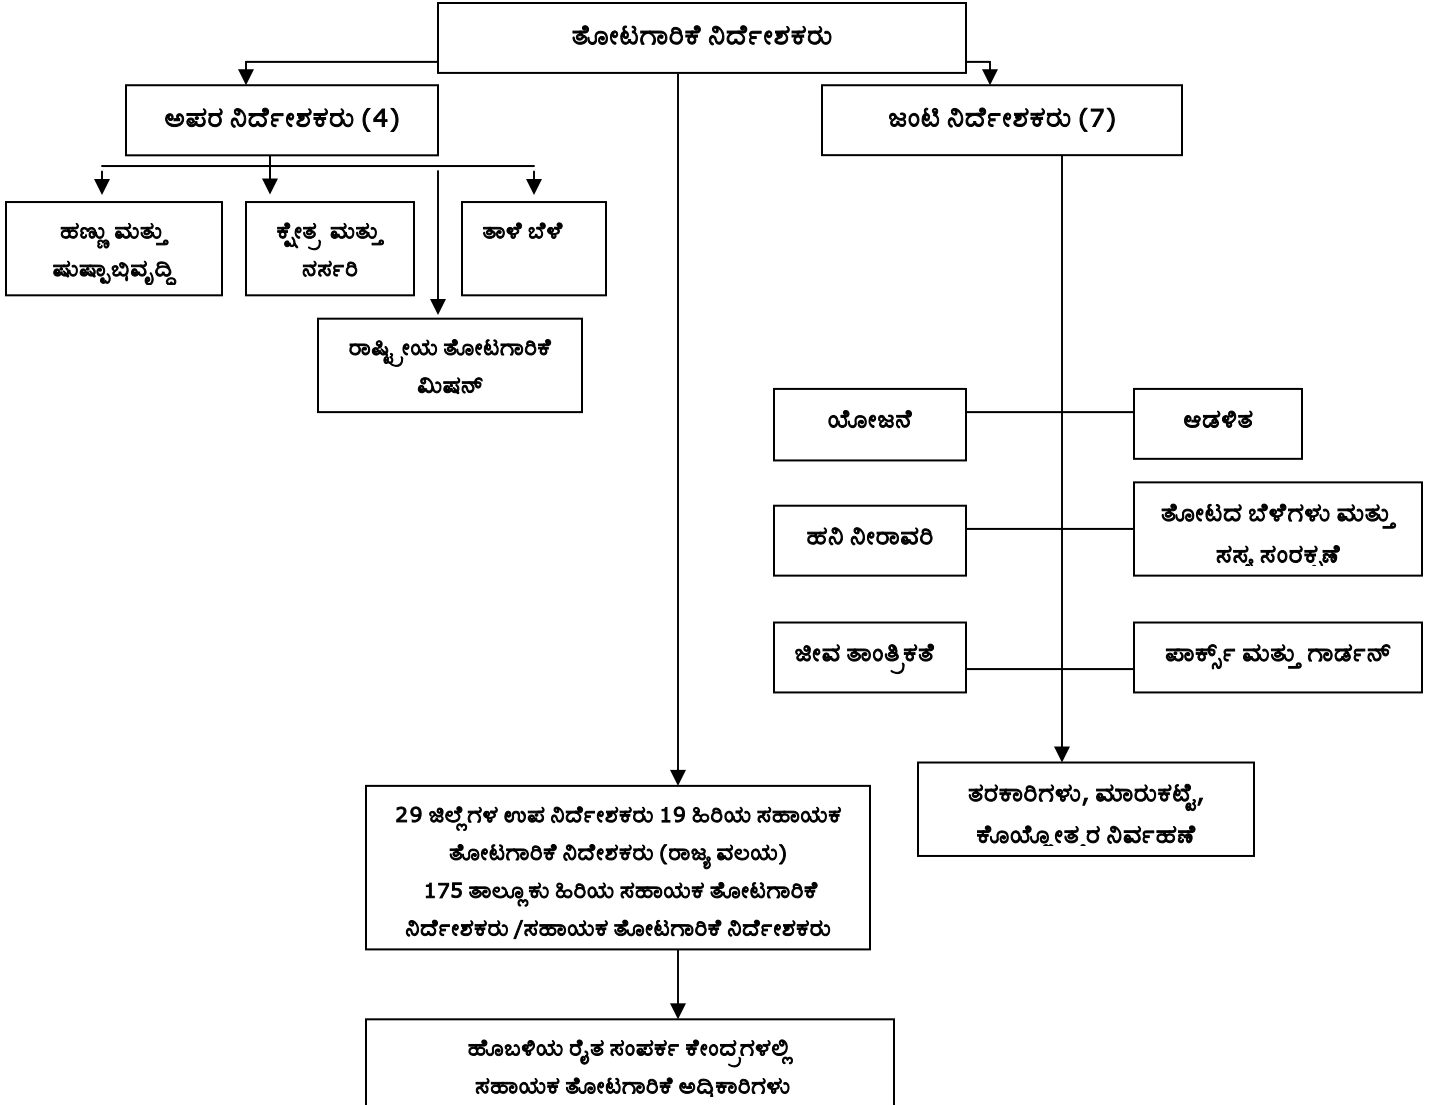 ತೋಟಗಾರಿಕೆ ನಿರ್ದೇಶಕರು
ಅಪರ ನಿರ್ದೇಶಕರು (4)
ಜಂಟಿ ನಿರ್ದೇಶಕರು (7)
ಹಣ್ಣು ಮತ್ತು
ಷುಷ್ಪಾಭಿವೃದ್ಧಿ
ಕ್ಷೇತ್ರ ಮತ್ತು
ನರ್ಸರಿ
ತಾಳೆ ಬೆಳೆ
ರಾಷ್ಟ್ರೀಯ ತೋಟಗಾರಿಕೆ
ಮಿಷನ್
ಯೋಜನೆ
ಆಡಳಿತ
ಹನಿ ನೀರಾವರಿ
ತೋಟದ ಬೆಳೆಗಳು ಮತ್ತು
ಸಸ್ಯ ಸಂರಕ್ಷಣೆ
ಜೀವ ತಾಂತ್ರಿಕತೆ
ಪಾರ್ಕ್ಸ್ ಮತ್ತು ಗಾರ್ಡನ್
ತರಕಾರಿಗಳು, ಮಾರುಕಟ್ಟೆ,
ಕೊಯ್ಲೋತ್ತರ ನಿರ್ವಹಣೆ
29 ಜಿಲ್ಲೆಗಳ ಉಪ ನಿರ್ದೇಶಕರು 19 ಹಿರಿಯ ಸಹಾಯಕ
ತೋಟಗಾರಿಕೆ ನಿದೇಶಕರು (ರಾಜ್ಯ ವಲಯ)
175 ತಾಲ್ಲೂಕು ಹಿರಿಯ ಸಹಾಯಕ ತೋಟಗಾರಿಕೆ
ನಿರ್ದೇಶಕರು /ಸಹಾಯಕ ತೋಟಗಾರಿಕೆ ನಿರ್ದೇಶಕರು
ಹೊಬಳಿಯ ರೈತ ಸಂಪರ್ಕ ಕೇಂದ್ರಗಳಲ್ಲಿ
ಸಹಾಯಕ ತೋಟಗಾರಿಕೆ ಅಧಿಕಾರಿಗಳು